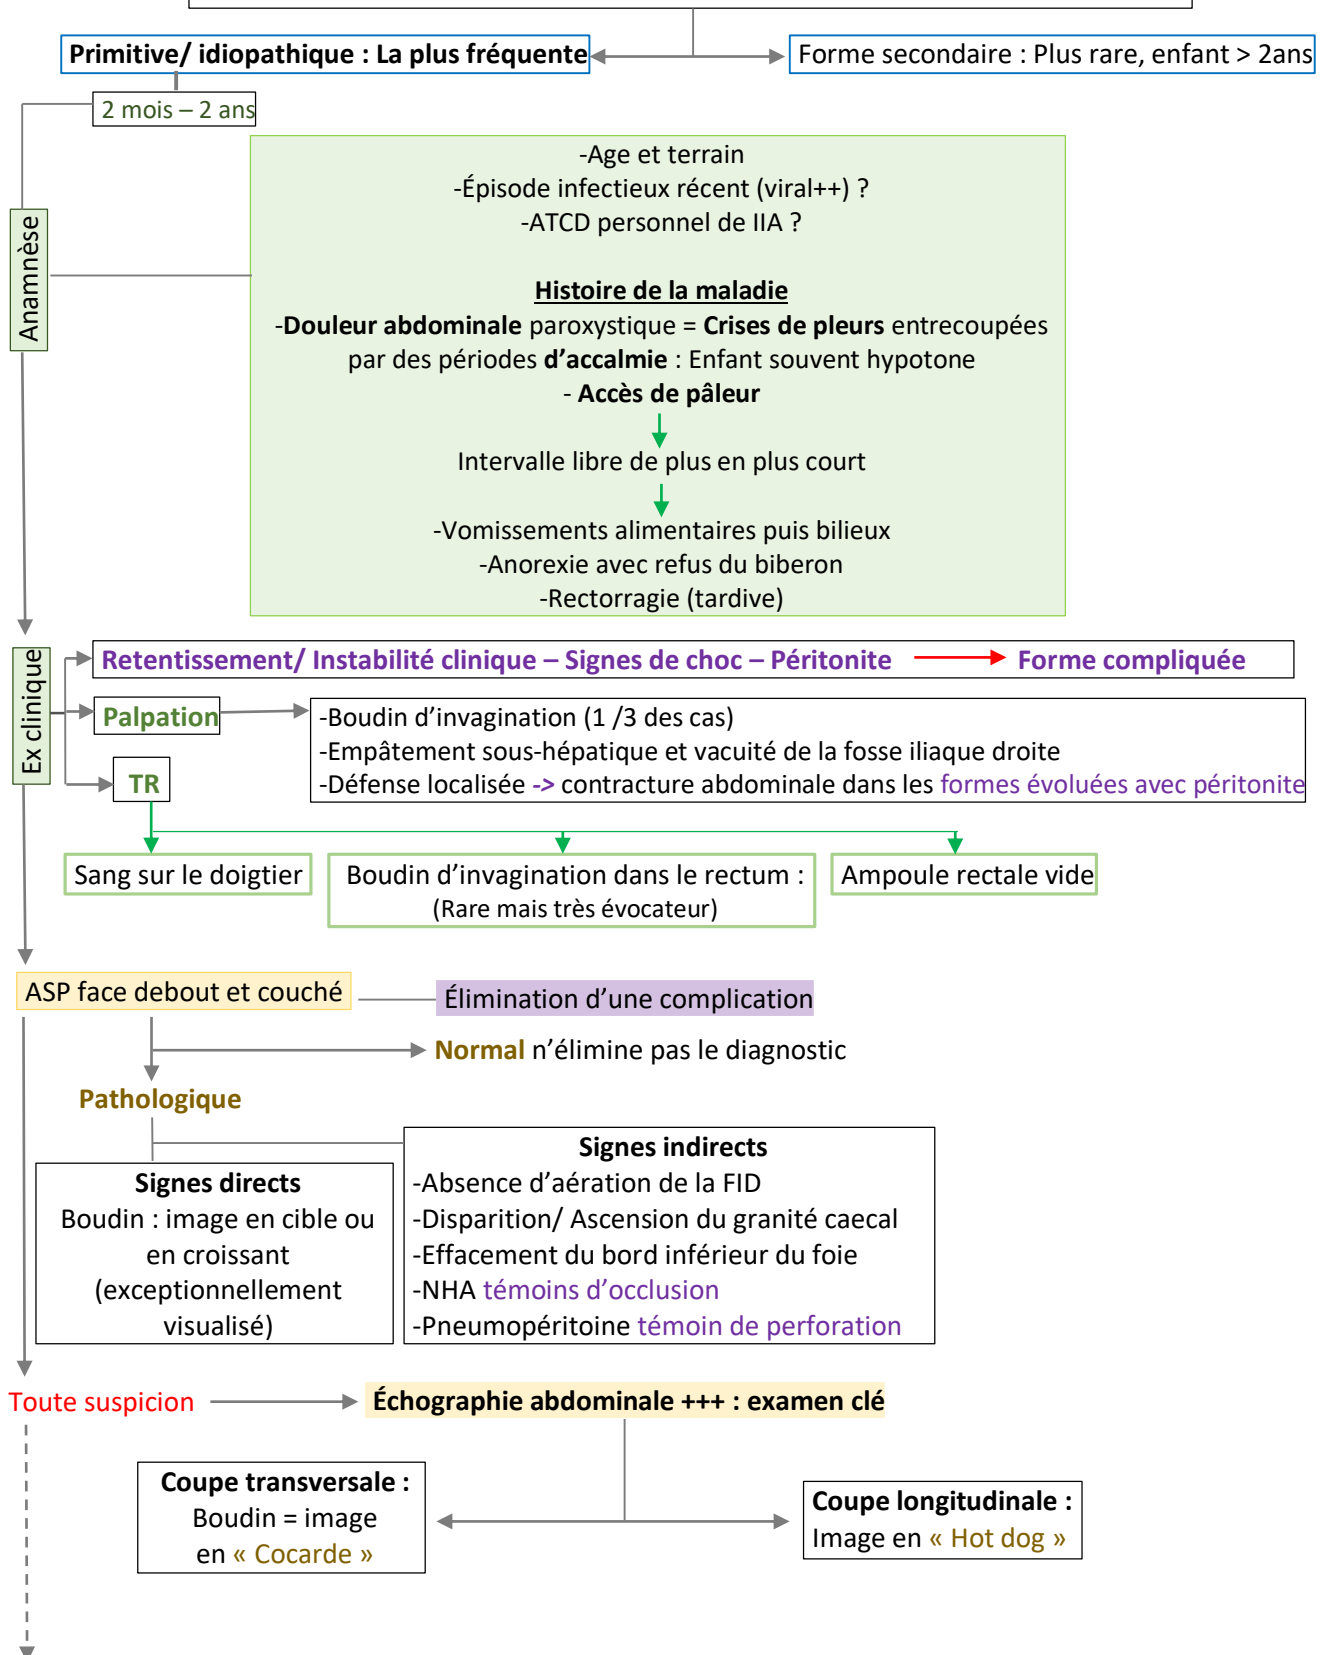 Primitive/ idiopathique : La plus fréquente
Forme secondaire : Plus rare, enfant > 2ans
2 mois – 2 ans
Anamnèse
-Age et terrain
-Épisode infectieux récent (viral++) ?
-ATCD personnel de IIA ?
Histoire de la maladie
-Douleur abdominale paroxystique = Crises de pleurs entrecoupées
par des périodes d’accalmie : Enfant souvent hypotone
- Accès de pâleur
Intervalle libre de plus en plus court
-Vomissements alimentaires puis bilieux
-Anorexie avec refus du biberon
-Rectorragie (tardive)
Ex clinique
Retentissement/ Instabilité clinique – Signes de choc – Péritonite
Forme compliquée
Palpation
-Boudin d’invagination (1 /3 des cas)
-Empâtement sous-hépatique et vacuité de la fosse iliaque droite
-Défense localisée -> contracture abdominale dans les formes évoluées avec péritonite
TR
Sang sur le doigtier
Boudin d’invagination dans le rectum :
(Rare mais très évocateur)
Ampoule rectale vide
ASP face debout et couché
Élimination d’une complication
Normal n’élimine pas le diagnostic
Pathologique
Signes directs
Boudin : image en cible ou
en croissant
(exceptionnellement
visualisé)
Signes indirects
-Absence d’aération de la FID
-Disparition/ Ascension du granité caecal
-Effacement du bord inférieur du foie
-NHA témoins d’occlusion
-Pneumopéritoine témoin de perforation
Toute suspicion
Échographie abdominale +++ : examen clé
Coupe transversale :
Boudin = image
en « Cocarde »
Coupe longitudinale :
Image en « Hot dog »